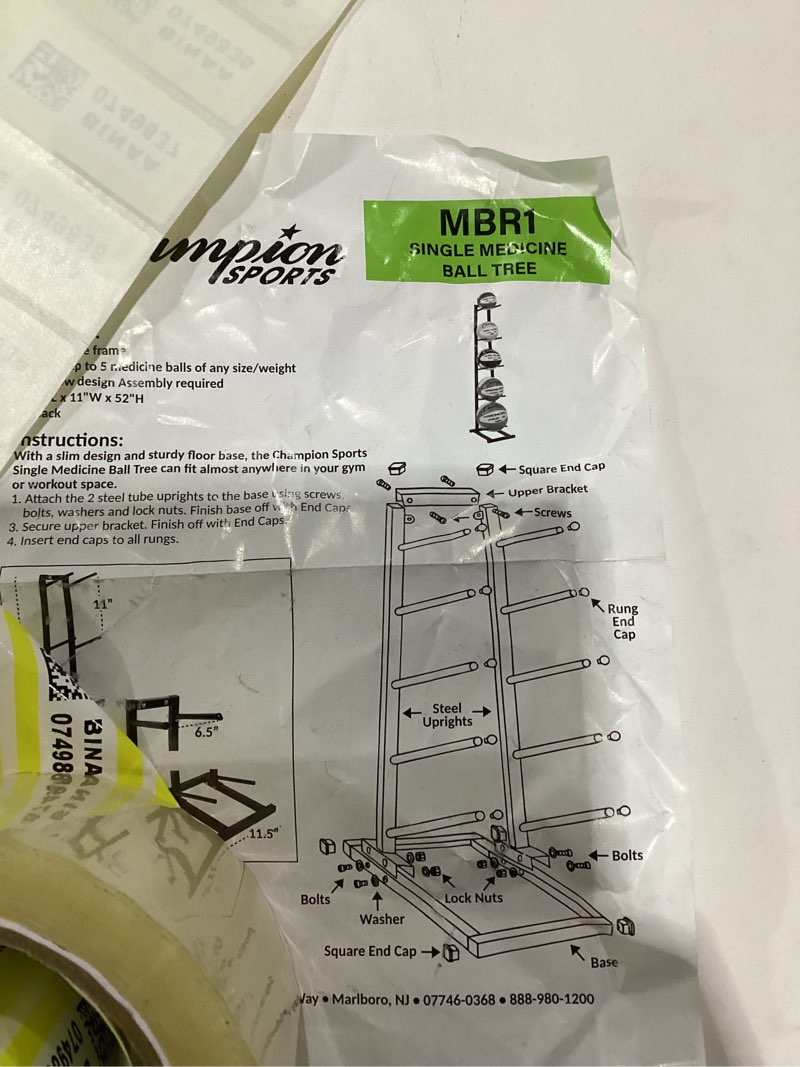 BINAA
0749837
BINAA
MBR1
SINGLE MEDICINE
BALL TREE
SPORTS
frame
to 5 medicine balls of any size/weight
design Assembly required
x 11"W x 52"H
Instructions:
With a slim design and sturdy floor base, the Champion Sports
Single Medicine Ball Tree can fit almost anywhere in your gym
or workout space.
1. Attach the 2 steel tube uprights to the base using screws,
bolts, washers and lock nuts. Finish base off with End Caps.
3. Secure upper bracket. Finish off with End Caps.
4. Insert end caps to all rungs.
Square End Cap
Upper Bracket
Screws
Rung
End
Cap
Steel
Uprights
11"
6.5"
11.5"
Bolts
Bolts
Lock Nuts
Washer
Square End Cap
Base
• Marlboro, NJ • 07746-0368 • 888-980-1200
BINAA